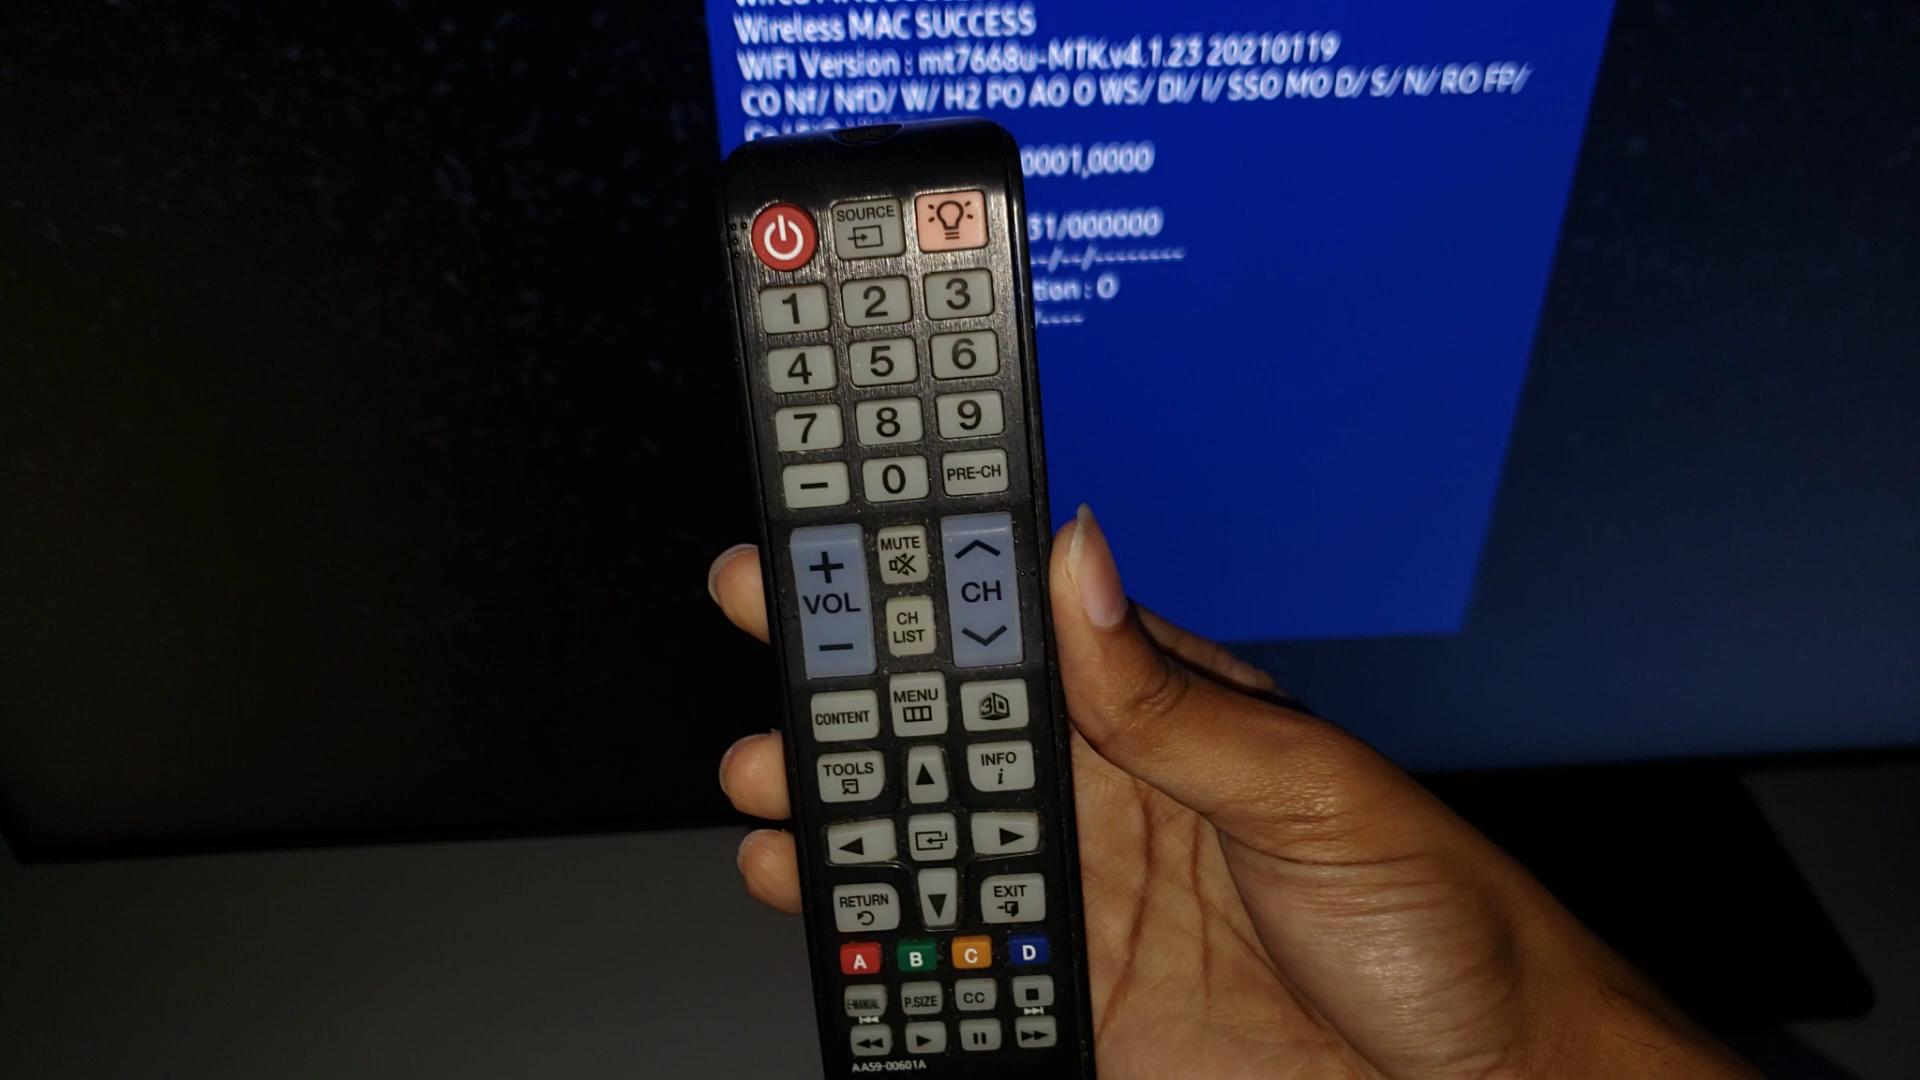 Wireless MAC SUCCESS
WIFI Version : mt7668u-MTK.v4.1.23 20210119
CO Nf/ NfD/ W/ H2 PO AO O WS/ DI/ I/ SSO MO D/ S/ N/ RO FP/
0001,0000
31/000000
--/--/--------
tion : 0
/----
SOURCE
1 2 3
4 5 6
7 8 9
- 0 PRE-CH
+ MUTE
VOL CH
- CH LIST
CONTENT MENU 3D
TOOLS INFO
i
RETURN EXIT
A B C D
E-MANUAL P.SIZE CC
AA59-00601A